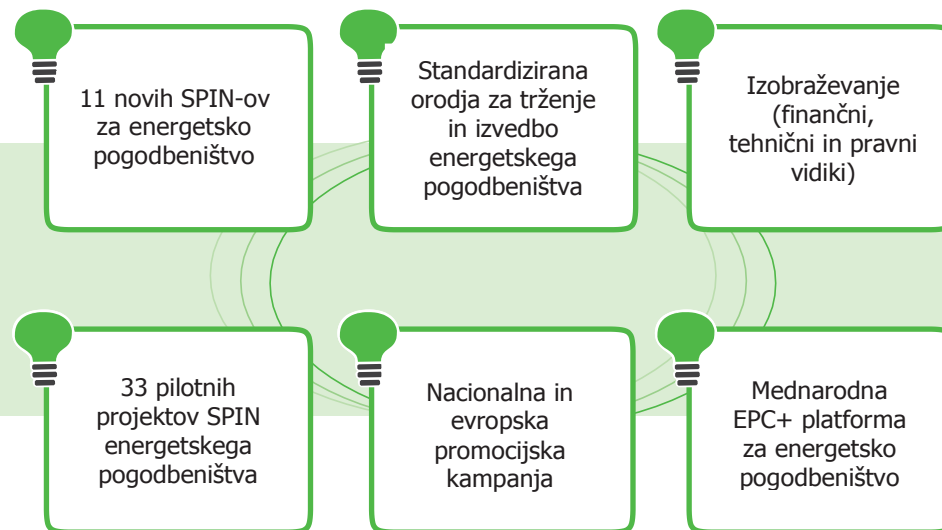 11 novih SPIN-ov
za energetsko
pogodbeništvo
Standardizirana
orodja za trženje
in izvedbo
energetskega
pogodbeništva
Izobraževanje
(finančni,
tehnični in pravni
vidiki)
33 pilotnih
projektov SPIN
energetskega
pogodbeništva
Nacionalna in
evropska
promocijska
kampanja
Mednarodna
EPC+ platforma
za energetsko
pogodbeništvo